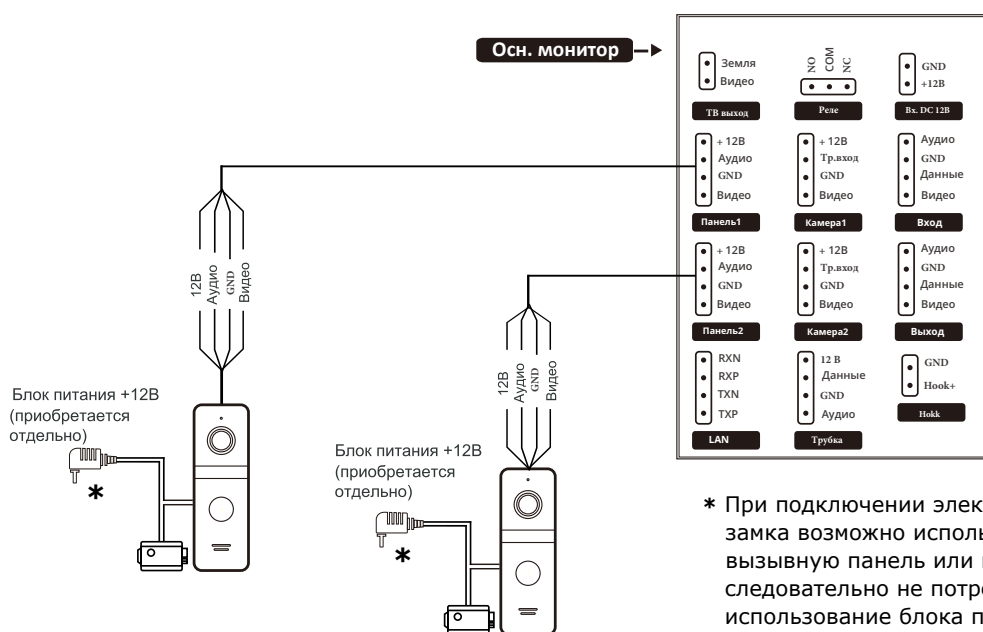 Осн. монитор
Земля
Видео
ТВ выход
NO
COM
NC
Реле
GND
+12В
Вх. DC 12В
+ 12В
Аудио
GND
Видео
Панель1
+ 12В
Тр.вход
GND
Видео
Камера1
Аудио
GND
Данные
Видео
Вход
+ 12В
Аудио
GND
Видео
Панель2
+ 12В
Тр.вход
GND
Видео
Камера2
Аудио
GND
Данные
Видео
Выход
RXN
RXP
TXN
TXP
LAN
12 В
Данные
GND
Аудио
Трубка
GND
Hook+
Hokk
12В
Аудио
GND
Видео
Блок питания +12В
(приобретается
отдельно)
*
12В
Аудио
GND
Видео
Блок питания +12В
(приобретается
отдельно)
*
* При подключении
замка возможно
вызывную панель или
следовательно не
использование блока